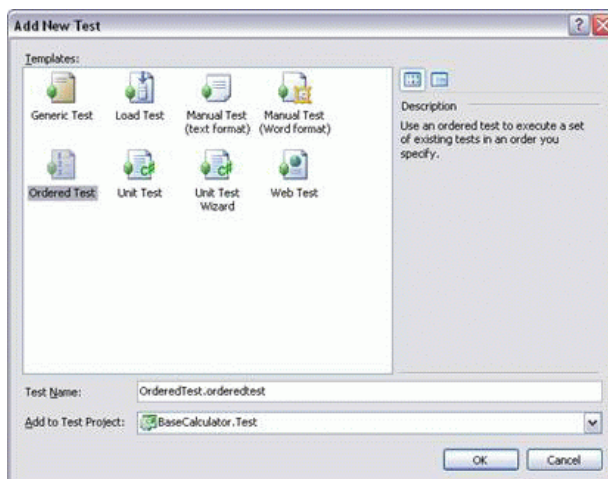 Add New Test
Templates:
Generic Test
Load Test
Manual Test
(text format)
Manual Test
(Word format)
Ordered Test
Unit Test
Unit Test
Wizard
Web Test
Description
Use an ordered test to execute a set
of existing tests in an order you
specify.
Test Name:
OrderedTest.orderedtest
Add to Test Project:
BaseCalculator.Test
OK
Cancel